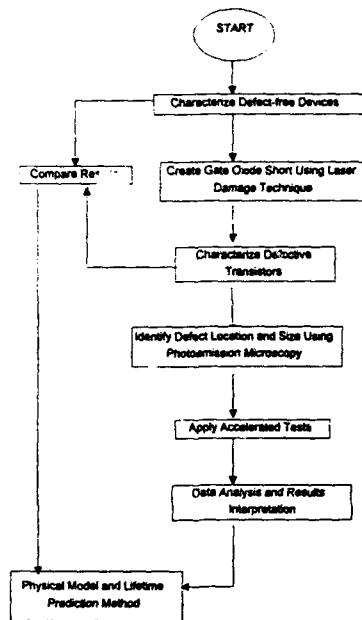 START
Characterize Defect-free Devices
Compare
Create Gate Oxide Short Using Laser
Damage Technique
Characterize Defective
Transistors
Identify Defect Location and Size Using
Photoemission Microscopy
Apply Accelerated Tests
Data Analysis and Results
Interpretation
Physical Model and Lifetime
Prediction Method